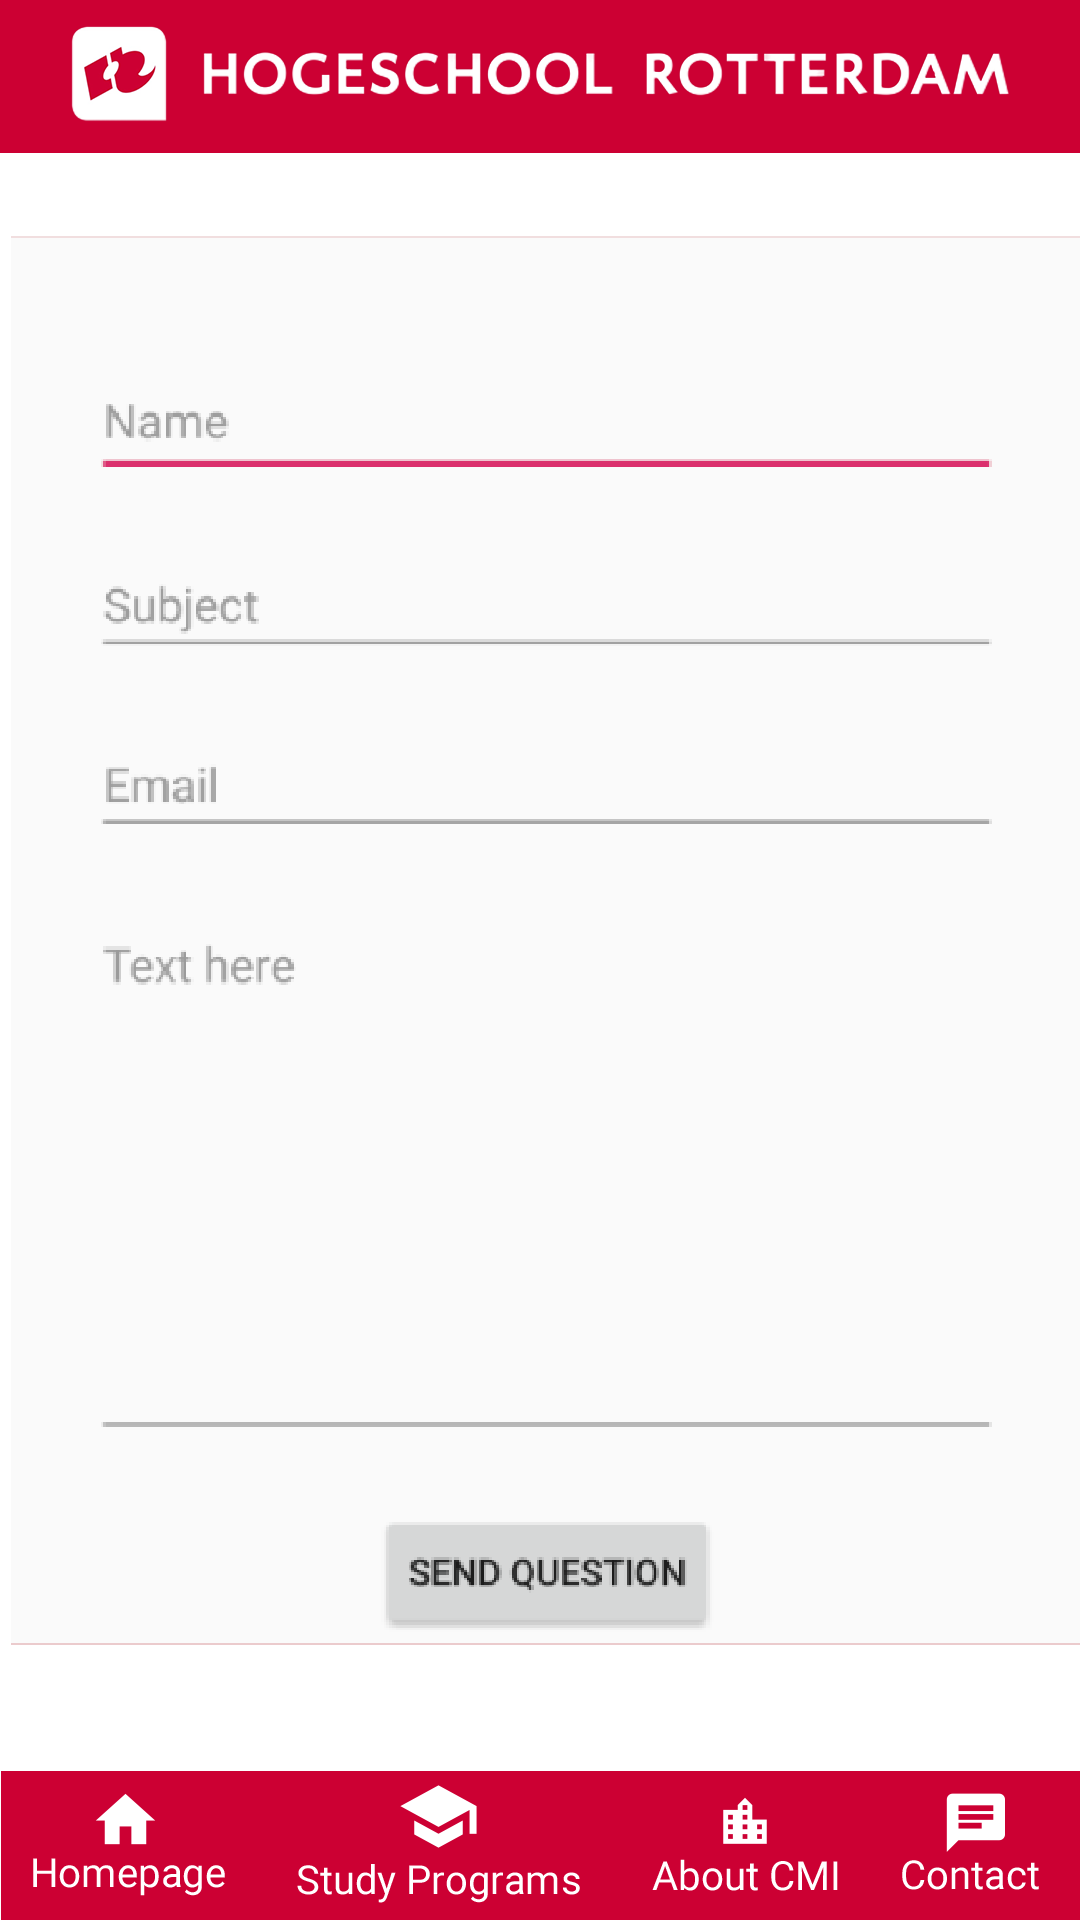 HOGESCHOOL ROTTERDAM
Name
Subject
Email
Text here
SEND QUESTION
Homepage Study Programs About CMI Contact